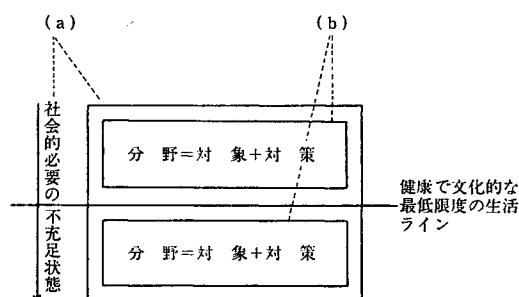 (a)
(b)
社会的必要の不充足状態
分 野=対 象+対 策
健康で文化的な
最低限度の生活
ライン
分 野=対 象+対 策